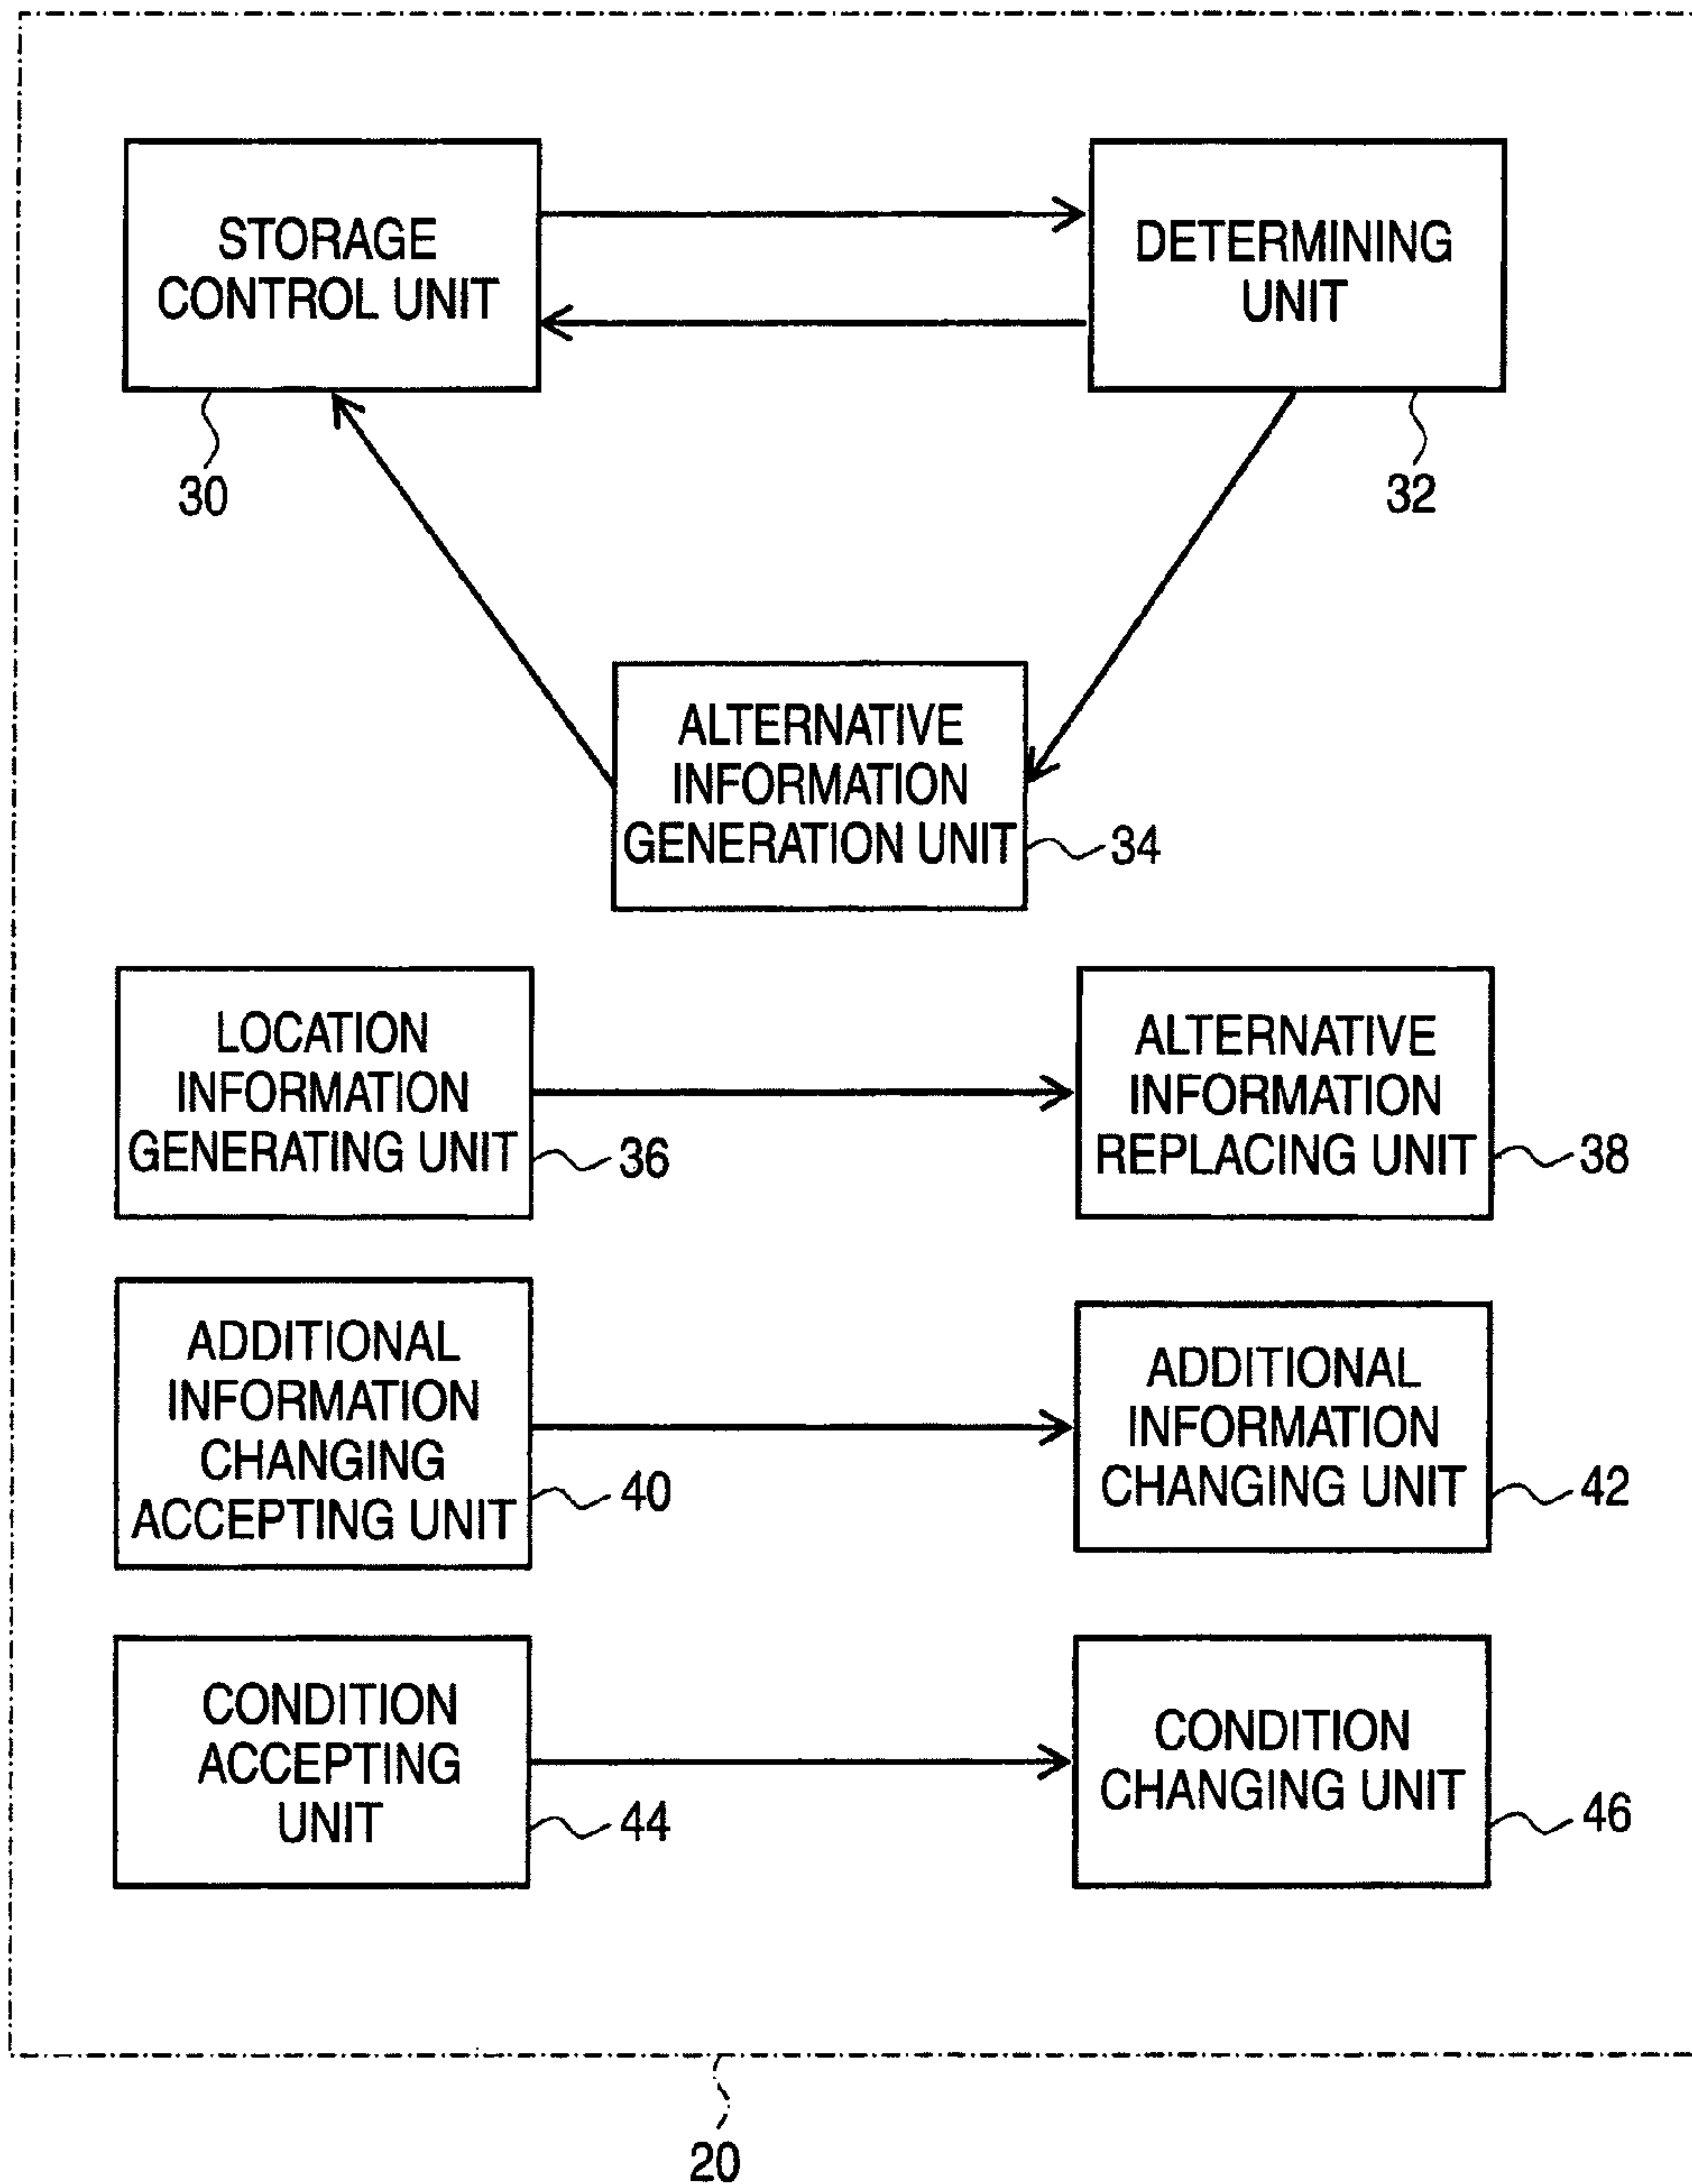 STORAGE
CONTROL UNIT
30
DETERMINING
UNIT
32
ALTERNATIVE
INFORMATION
GENERATION UNIT
34
LOCATION
INFORMATION
GENERATING UNIT
36
ALTERNATIVE
INFORMATION
REPLACING UNIT
38
ADDITIONAL
INFORMATION
CHANGING
ACCEPTING UNIT
40
ADDITIONAL
INFORMATION
CHANGING UNIT
42
CONDITION
ACCEPTING
UNIT
44
CONDITION
CHANGING UNIT
46
20